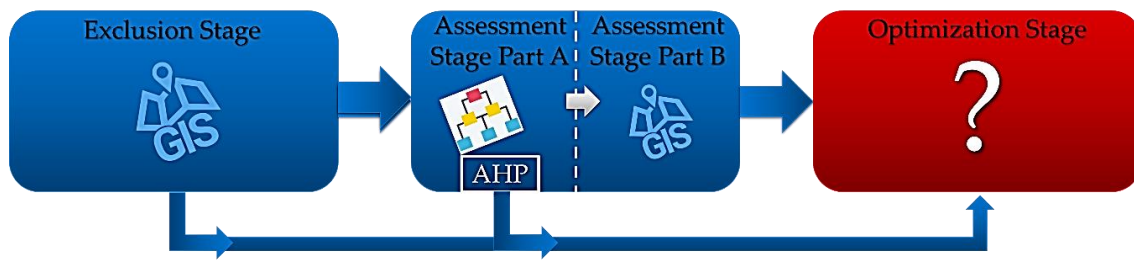 Exclusion Stage
GIS
Assessment
Stage Part A
AHP
Assessment
Stage Part B
GIS
Optimization Stage
?